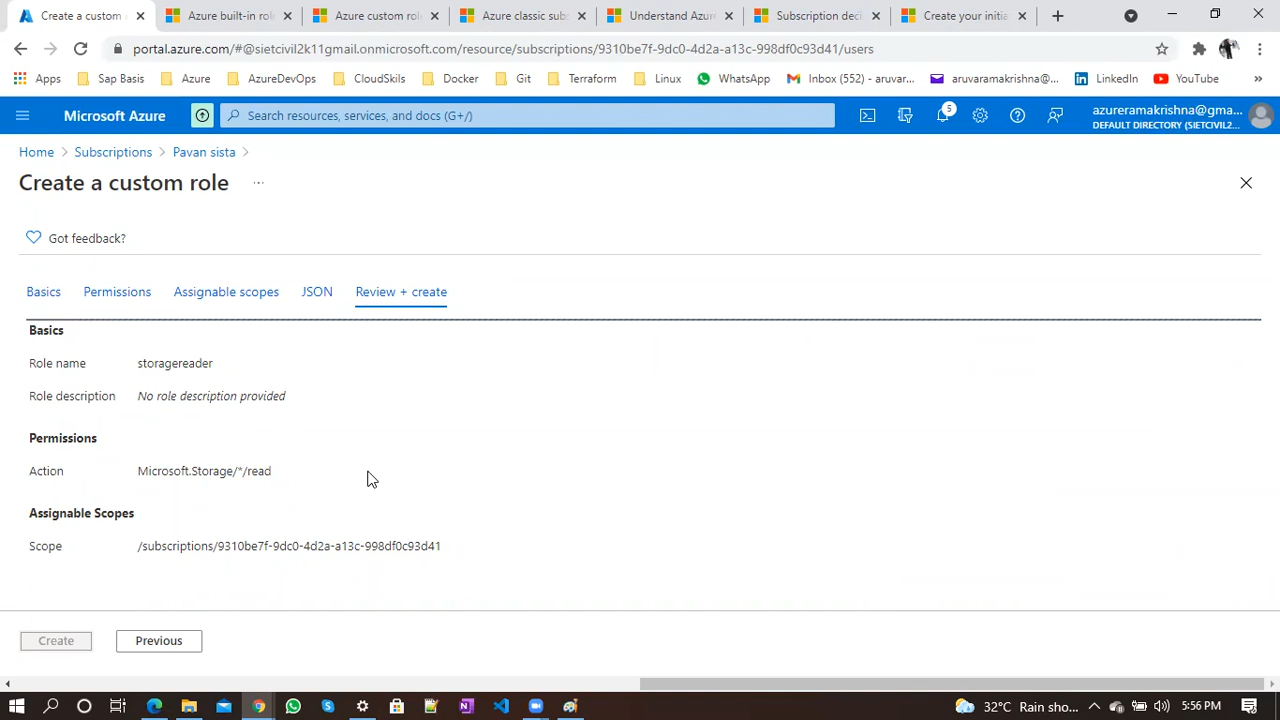 Create a custom
Azure built-in rol
Azure custom role
Azure classic subs
Understand Azur
Subscription dec
Create your initia
portal.azure.com/#@sietcivil2k11gmail.onmicrosoft.com/resource/subscriptions/9310be7f-9dc0-4d2a-a13c-998df0c93d41/users
Apps
Sap Basis
Azure
AzureDevOps
CloudSkils
Docker
Git
Terraform
Linux
WhatsApp
Inbox (552) - aruvar...
aruvaramakrishna@...
LinkedIn
YouTube
»
Microsoft Azure
Search resources, services, and docs (G+/)
5
azureramakrishna@gma...
DEFAULT DIRECTORY (SIETCIVIL2...
Home > Subscriptions > Pavan sista >
Create a custom role ...
Got feedback?
Basics
Permissions
Assignable scopes
JSON
Review + create
Basics
Role name storagereader
Role description No role description provided
Permissions
Action Microsoft.Storage/*/read
Assignable Scopes
Scope /subscriptions/9310be7f-9dc0-4d2a-a13c-998df0c93d41
Create
Previous
32°C Rain sho...
5:56 PM